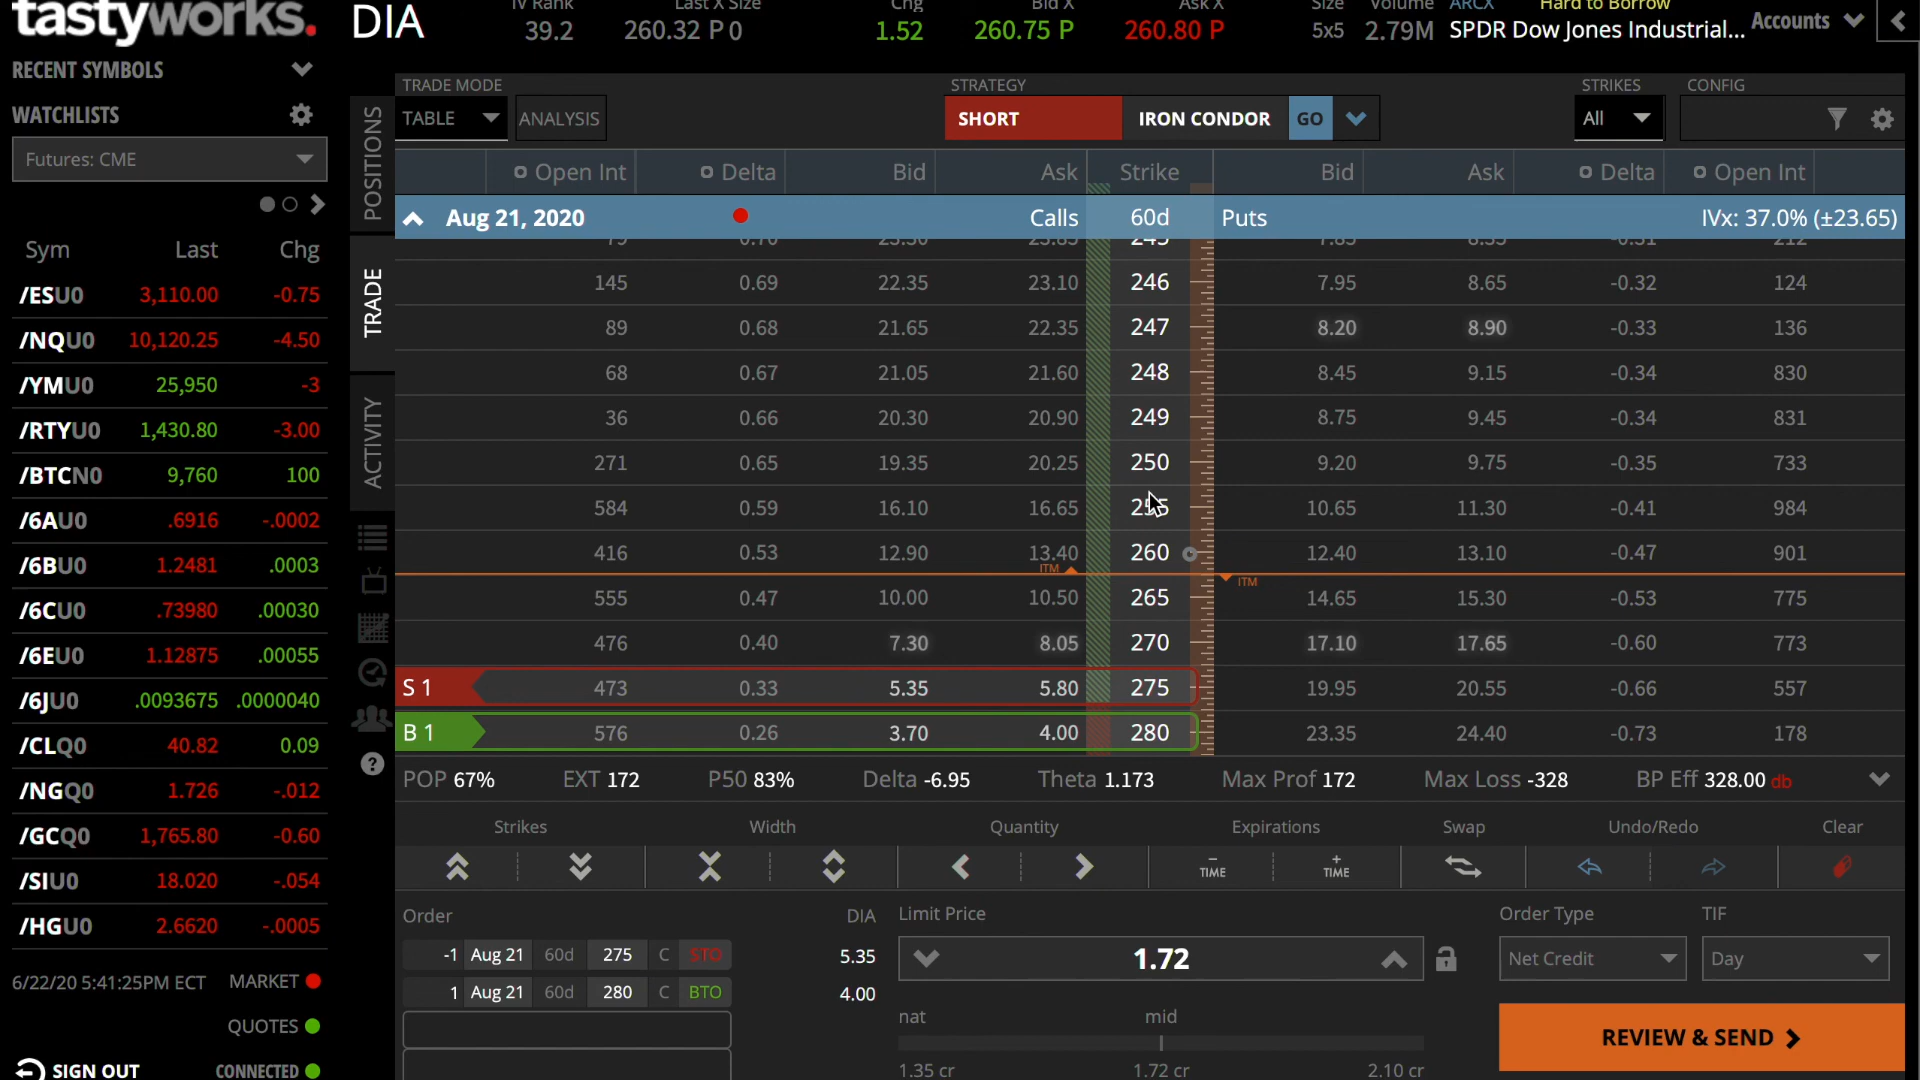 tastyworks.
DIA
IV Rank
39.2
Last X Size
260.32 P 0
Chg
1.52
Bid X
260.75 P
Ask X
260.80 P
Size
5x5
Volume
2.79M
ARCX
Hard to Borrow
SPDR Dow Jones Industrial...
Accounts
RECENT SYMBOLS
WATCHLISTS
Futures: CME
Sym Last Chg
/ESU0 3,110.00 -0.75
/NQU0 10,120.25 -4.50
/YMU0 25,950 -3
/RTYU0 1,430.80 -3.00
/BTCN0 9,760 100
/6AU0 .6916 -.0002
/6BU0 1.2481 .0003
/6CU0 .73980 .00030
/6EU0 1.12875 .00055
/6JU0 .0093675 .0000040
/CLQ0 40.82 0.09
/NGQ0 1.726 -.012
/GCQ0 1,765.80 -0.60
/SIU0 18.020 -.054
/HGU0 2.6620 -.0005
6/22/20 5:41:25PM ECT MARKET
QUOTES
SIGN OUT CONNECTED
POSITIONS
TRADE
ACTIVITY
TRADE MODE
TABLE ANALYSIS
STRATEGY
SHORT IRON CONDOR GO
STRIKES
All
CONFIG
Open Int Delta Bid Ask Strike Bid Ask Delta Open Int
Aug 21, 2020 Calls 60d Puts IVx: 37.0% (±23.65)
145 0.69 22.35 23.10 246 7.95 8.65 -0.32 124
89 0.68 21.65 22.35 247 8.20 8.90 -0.33 136
68 0.67 21.05 21.60 248 8.45 9.15 -0.34 830
36 0.66 20.30 20.90 249 8.75 9.45 -0.34 831
271 0.65 19.35 20.25 250 9.20 9.75 -0.35 733
584 0.59 16.10 16.65 255 10.65 11.30 -0.41 984
416 0.53 12.90 13.40 260 12.40 13.10 -0.47 901
ITM ITM
555 0.47 10.00 10.50 265 14.65 15.30 -0.53 775
476 0.40 7.30 8.05 270 17.10 17.65 -0.60 773
S 1 473 0.33 5.35 5.80 275 19.95 20.55 -0.66 557
B 1 576 0.26 3.70 4.00 280 23.35 24.40 -0.73 178
POP 67% EXT 172 P50 83% Delta -6.95 Theta 1.173 Max Prof 172 Max Loss -328 BP Eff 328.00 db
Strikes Width Quantity Expirations Swap Undo/Redo Clear
− TIME + TIME
Order DIA
-1 Aug 21 60d 275 C STO 5.35
1 Aug 21 60d 280 C BTO 4.00
Limit Price
1.72
nat mid
1.35 cr 1.72 cr 2.10 cr
Order Type
Net Credit
TIF
Day
REVIEW & SEND